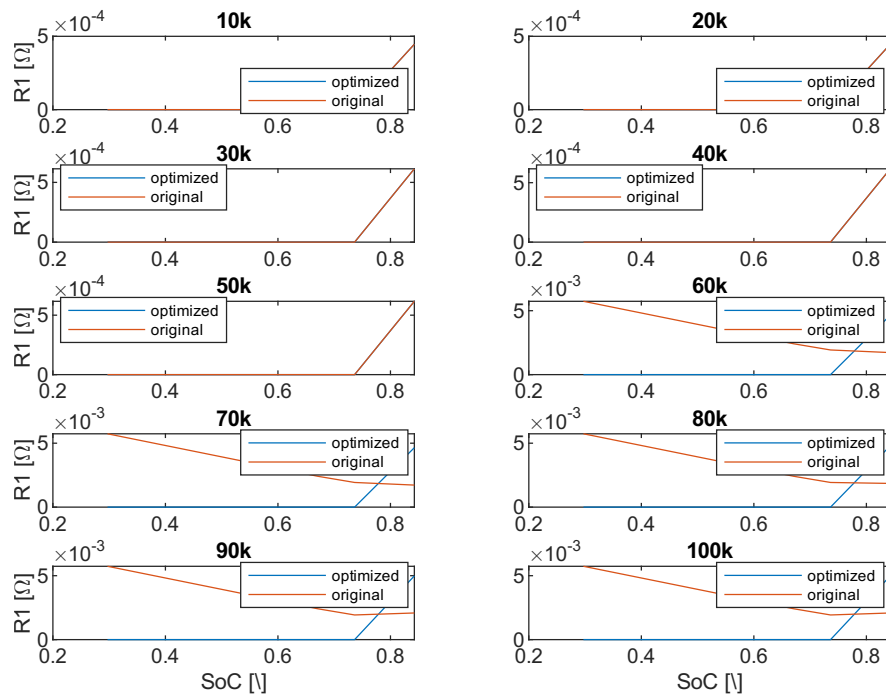 10k
×10-4
R1 [Ω]
5
0
0.2 0.4 0.6 0.8
optimized
original
20k
×10-4
5
0
0.2 0.4 0.6 0.8
optimized
original
30k
×10-4
R1 [Ω]
5
0
0.2 0.4 0.6 0.8
optimized
original
40k
×10-4
5
0
0.2 0.4 0.6 0.8
optimized
original
50k
×10-4
R1 [Ω]
5
0
0.2 0.4 0.6 0.8
optimized
original
60k
×10-3
5
0
0.2 0.4 0.6 0.8
optimized
original
70k
×10-3
R1 [Ω]
5
0
0.2 0.4 0.6 0.8
optimized
original
80k
×10-3
5
0
0.2 0.4 0.6 0.8
optimized
original
90k
×10-3
R1 [Ω]
5
0
0.2 0.4 0.6 0.8
optimized
original
SoC [\]
100k
×10-3
5
0
0.2 0.4 0.6 0.8
optimized
original
SoC [\]